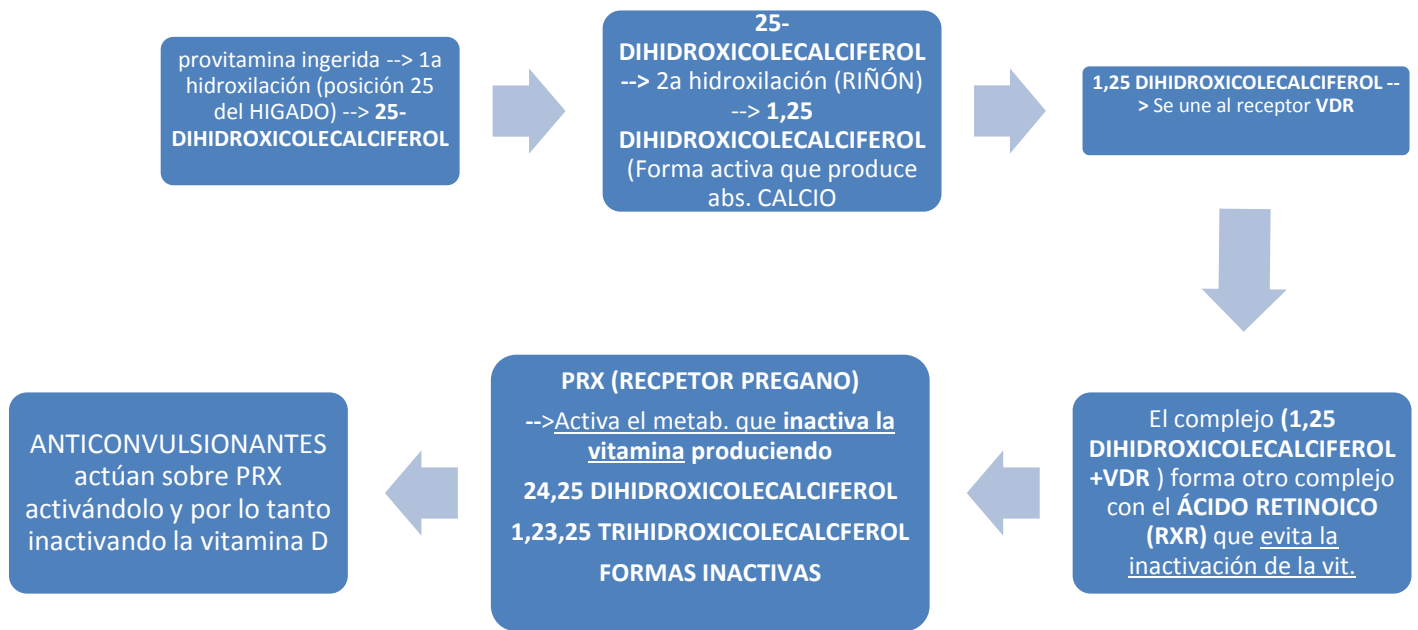 provitamina ingerida --> 1a
hidroxilación (posición 25
del HIGADO) --> 25-
DIHIDROXICOLECALCIFEROL
25-
DIHIDROXICOLECALCIFEROL
--> 2a hidroxilación (RIÑÓN)
--> 1,25
DIHIDROXICOLECALCIFEROL
(Forma activa que produce
abs. CALCIO
1,25 DIHIDROXICOLECALCIFEROL --
> Se une al receptor VDR
El complejo (1,25
DIHIDROXICOLECALCIFEROL
+VDR ) forma otro complejo
con el ÁCIDO RETINOICO
(RXR) que evita la
inactivación de la vit.
PRX (RECPETOR PREGANO)
-->Activa el metab. que inactiva la
vitamina produciendo
24,25 DIHIDROXICOLECALCIFEROL
1,23,25 TRIHIDROXICOLECALCFEROL
FORMAS INACTIVAS
ANTICONVULSIONANTES
actúan sobre PRX
activándolo y por lo tanto
inactivando la vitamina D